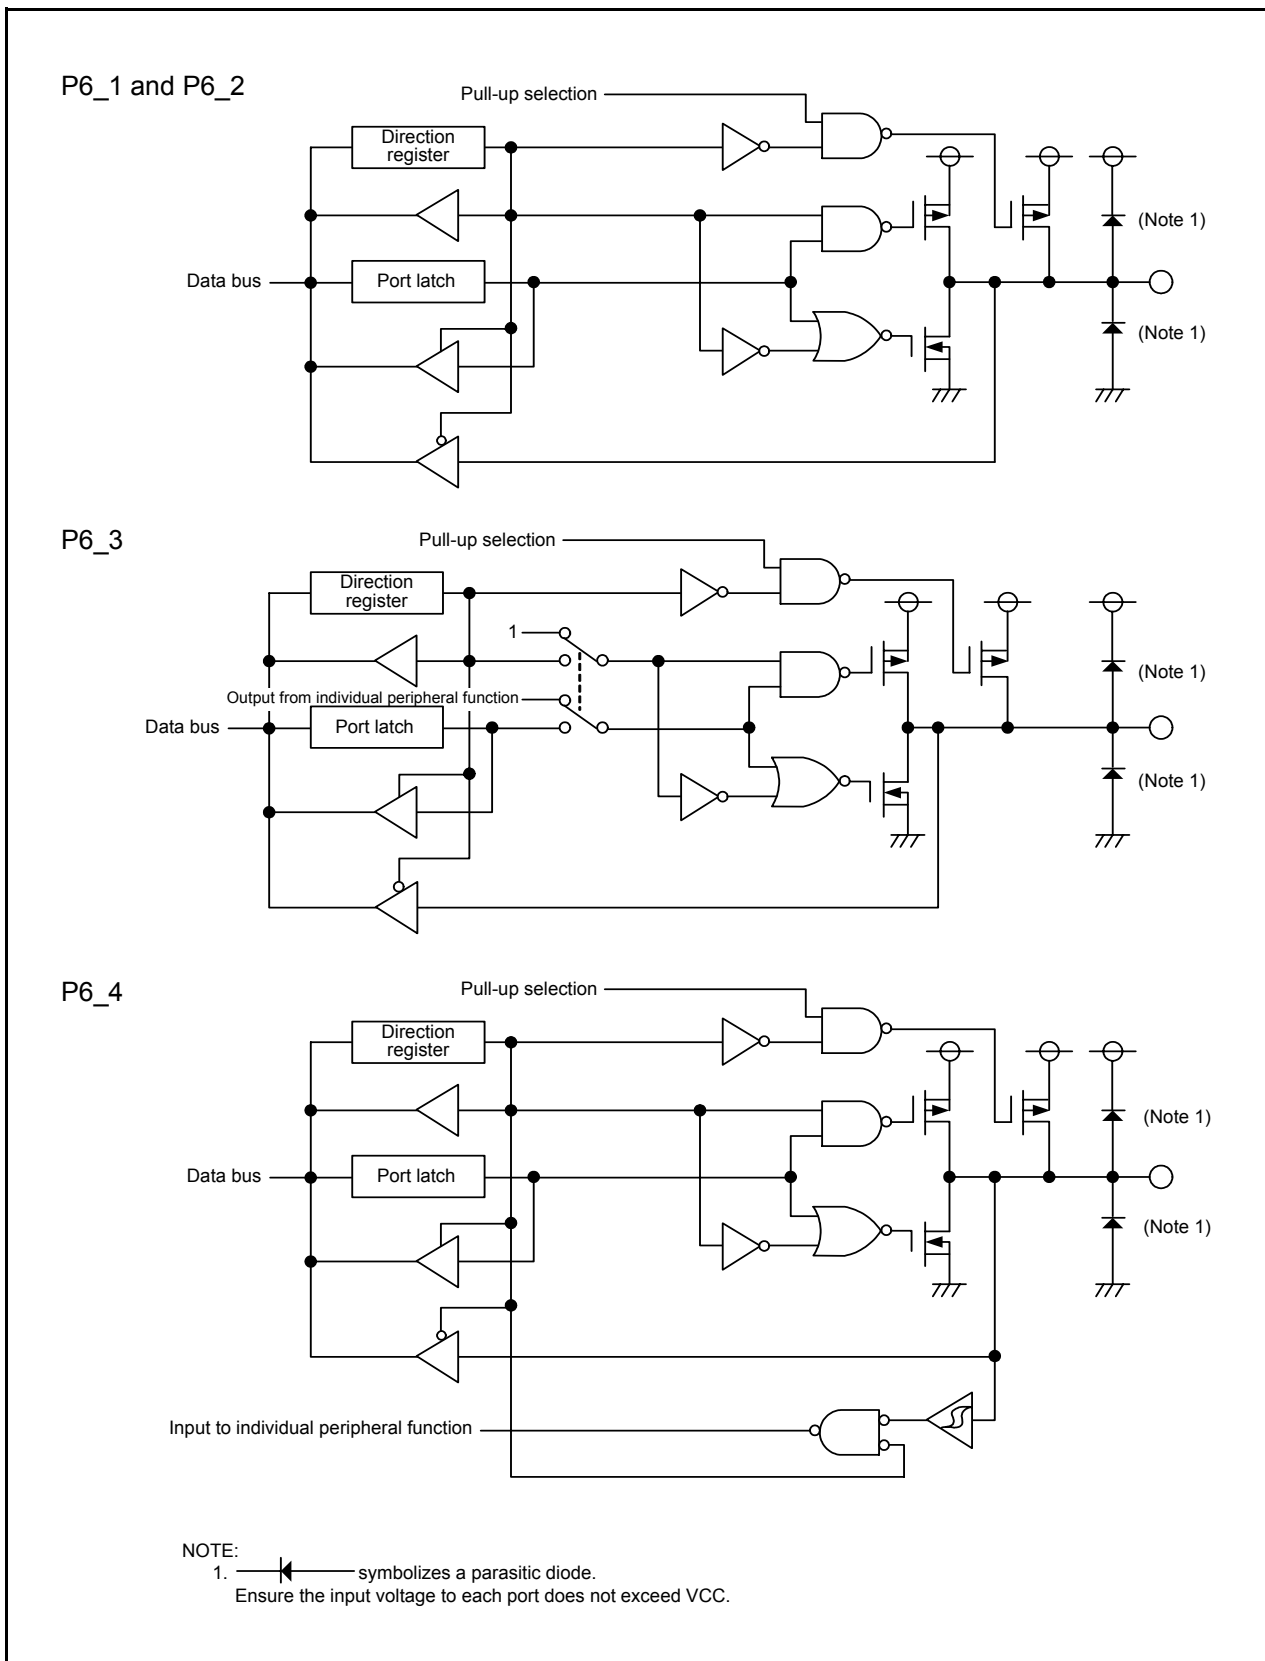 P6_1 and P6_2
Pull-up selection
Direction
register
(Note 1)
Data bus
Port latch
(Note 1)
P6_3
Pull-up selection
Direction
register
1
(Note 1)
Output from individual peripheral function
Data bus
Port latch
(Note 1)
P6_4
Pull-up selection
Direction
register
(Note 1)
Data bus
Port latch
(Note 1)
Input to individual peripheral function
NOTE:
1. symbolizes a parasitic diode.
Ensure the input voltage to each port does not exceed VCC.